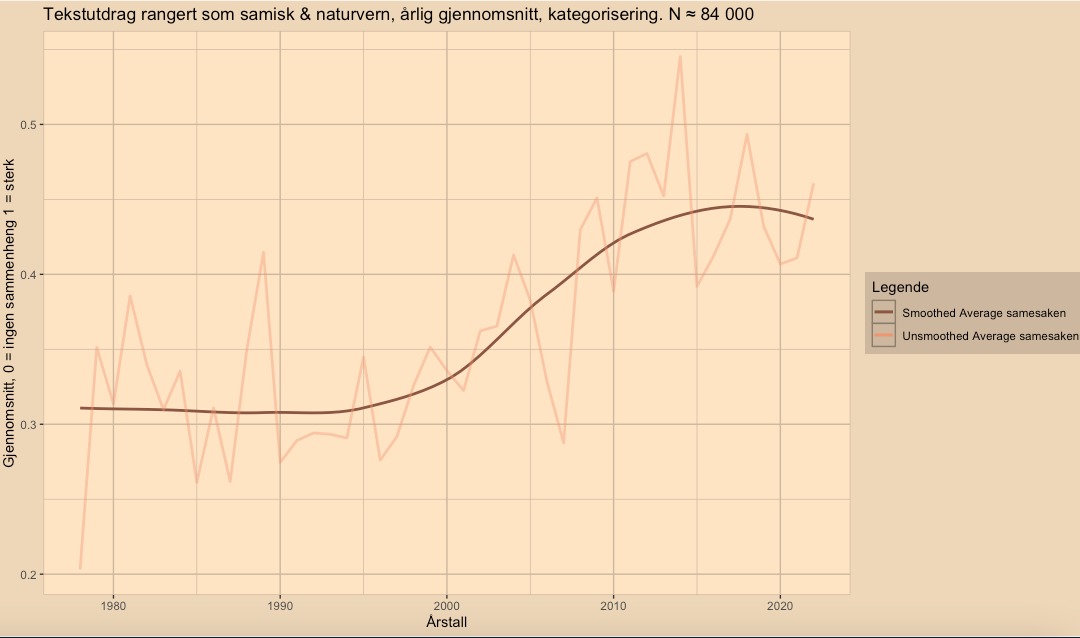 Tekstutdrag rangert som samisk & naturvern, årlig gjennomsnitt, kategorisering. N ≈ 84 000
Gjennomsnitt, 0 = ingen sammenheng 1 = sterk
0.5
0.4
0.3
0.2
1980
1990
2000
2010
2020
Årstall
Legende
Smoothed Average samesaken
Unsmoothed Average samesaken